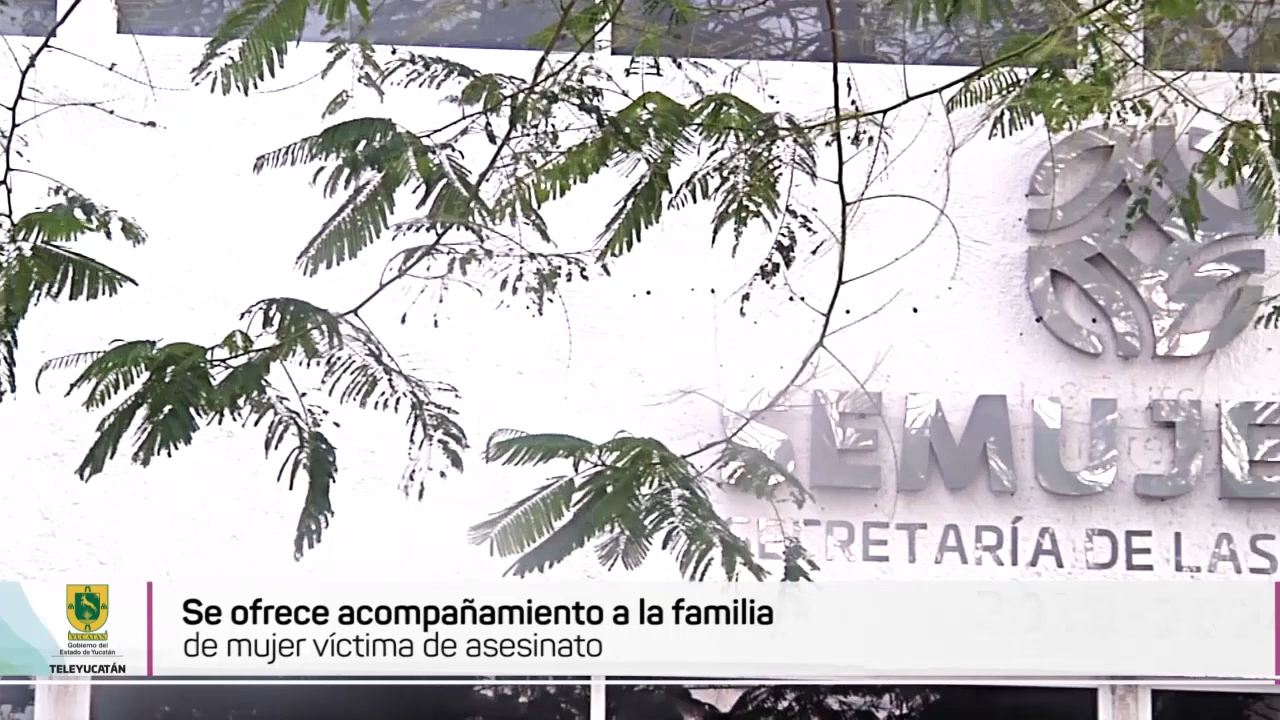 SEMUJE
SECRETARÍA DE LAS
Se ofrece acompañamiento a la familia
de mujer víctima de asesinato
YUCATÁN
Gobierno del
Estado de Yucatán
TELEYUCATÁN